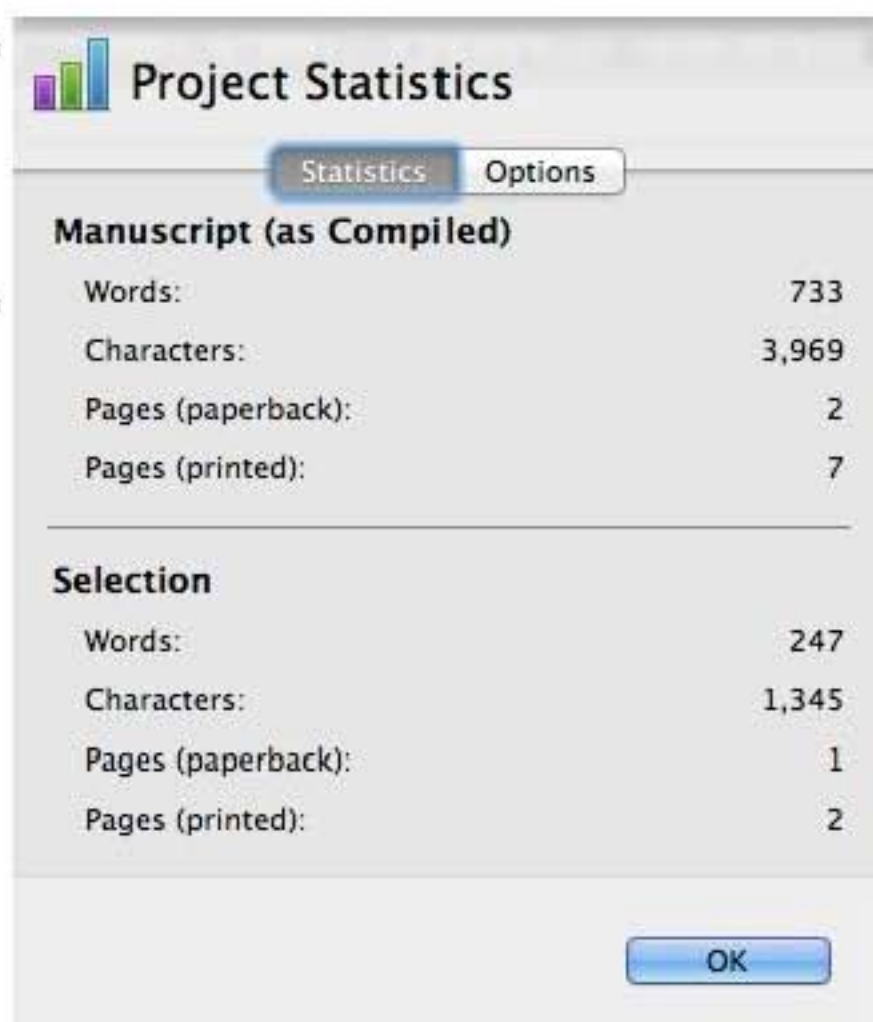 Project Statistics
Statistics Options
Manuscript (as Compiled)
Words: 733
Characters: 3,969
Pages (paperback): 2
Pages (printed): 7
Selection
Words: 247
Characters: 1,345
Pages (paperback): 1
Pages (printed): 2
OK